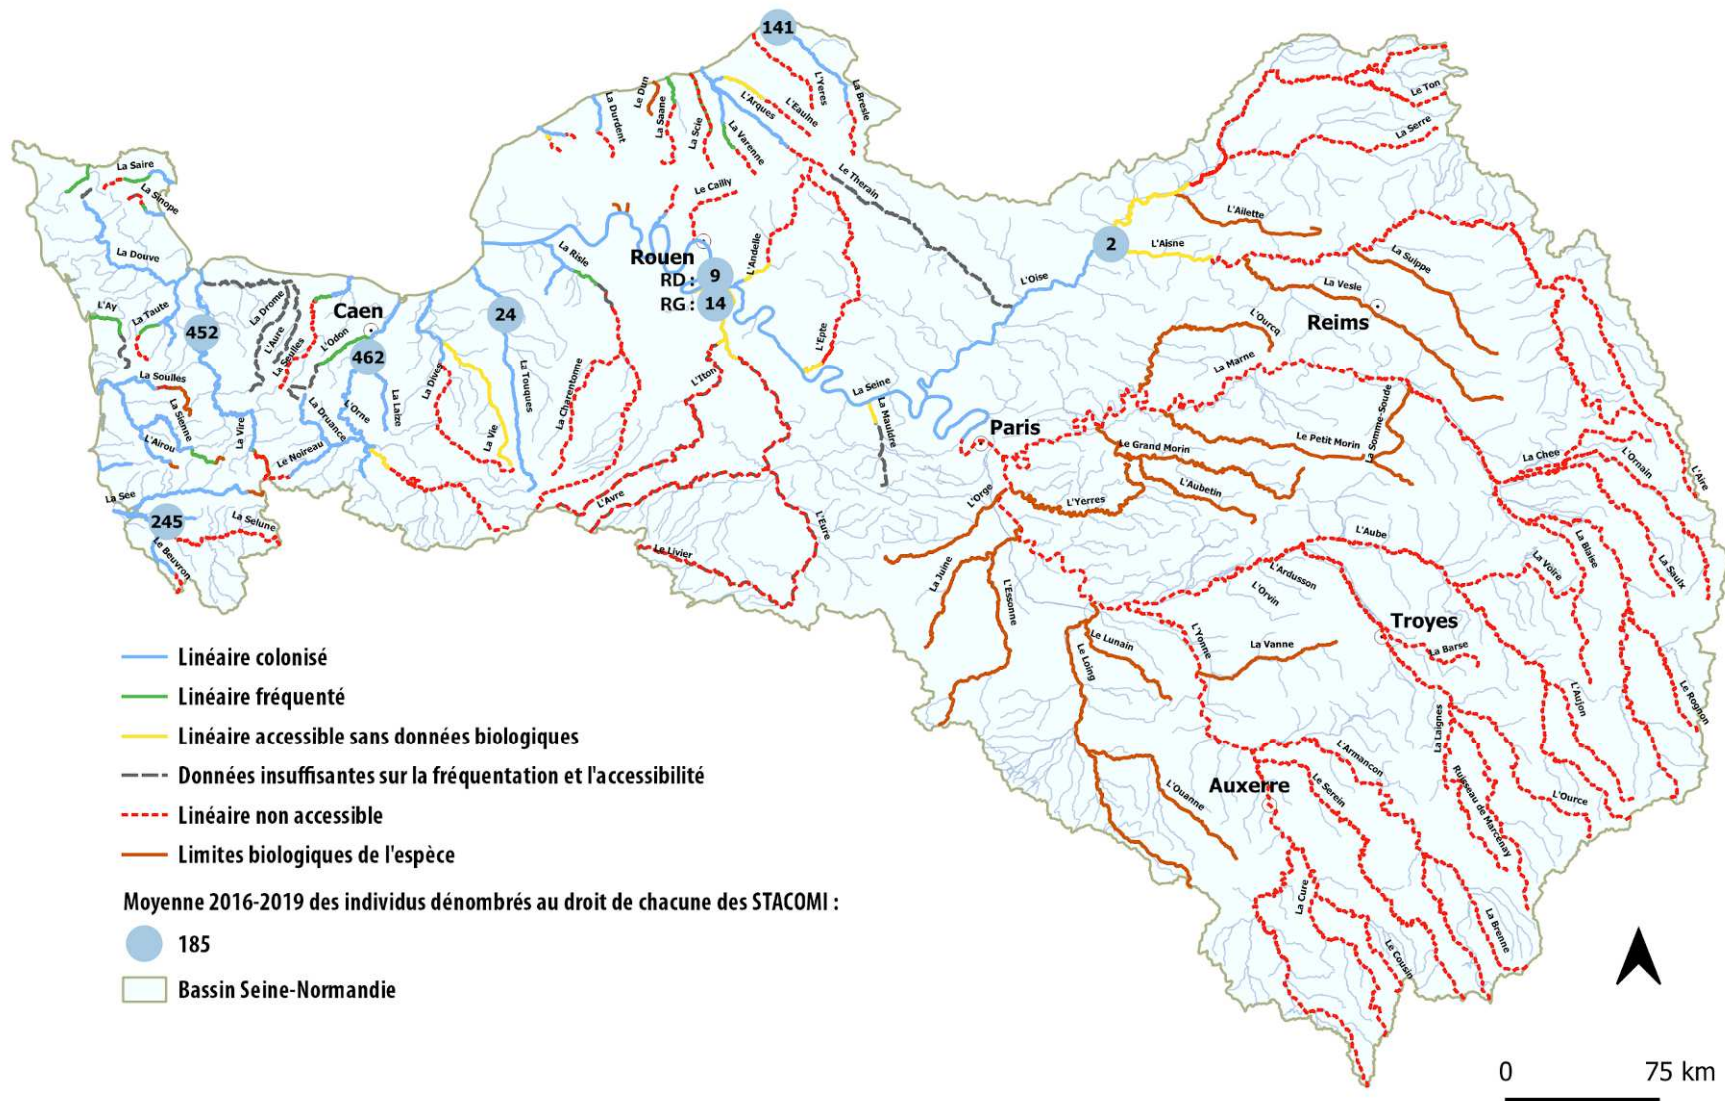 141
La Bresle
L'Yeres
L'Eaulne
L'Arques
La Varenne
La Scie
La Saane
Le Dun
La Durdent
Le Ton
La Serre
La Saire
La Sinope
La Douve
L'Ay
La Taute
452
La Drome
L'Aure
La Seulles
L'Odon
Caen
462
24
La Risle
Le Cailly
Rouen
RD :
9
RG :
14
L'Andelle
Le Therain
L'Epte
L'Oise
2
L'Aisne
L'Ailette
La Suippe
La Vesle
Reims
La Soulles
La Sienne
L'Airou
La Vire
Le Noireau
La Druance
L'Orne
La Laize
La Dives
La Vie
La Touques
La Charentonne
L'Iton
La Seine
La Mauldre
Paris
L'Ourcq
La Marne
Le Grand Morin
Le Petit Morin
La Somme-Soude
La Chee
L'Ornain
L'Aire
La See
245
La Selune
Le Beuvron
L'Avre
Le Livier
L'Eure
L'Orge
L'Yerres
L'Aubetin
La Juine
L'Essonne
L'Aube
L'Ardusson
L'Orvin
La Voire
La Blaise
La Saulx
Troyes
La Barse
Le Lunain
Le Loing
L'Yonne
La Vanne
L'Aujon
Le Rognon
La Laignes
L'Armancon
Auxerre
Le Serein
L'Ouanne
Ruisseau de Marcenay
L'Ource
La Cure
Le Cousin
La Brenne
Linéaire colonisé
Linéaire fréquenté
Linéaire accessible sans données biologiques
Données insuffisantes sur la fréquentation et l'accessibilité
Linéaire non accessible
Limites biologiques de l'espèce
Moyenne 2016-2019 des individus dénombrés au droit de chacune des STACOMI :
185
Bassin Seine-Normandie
0 75 km